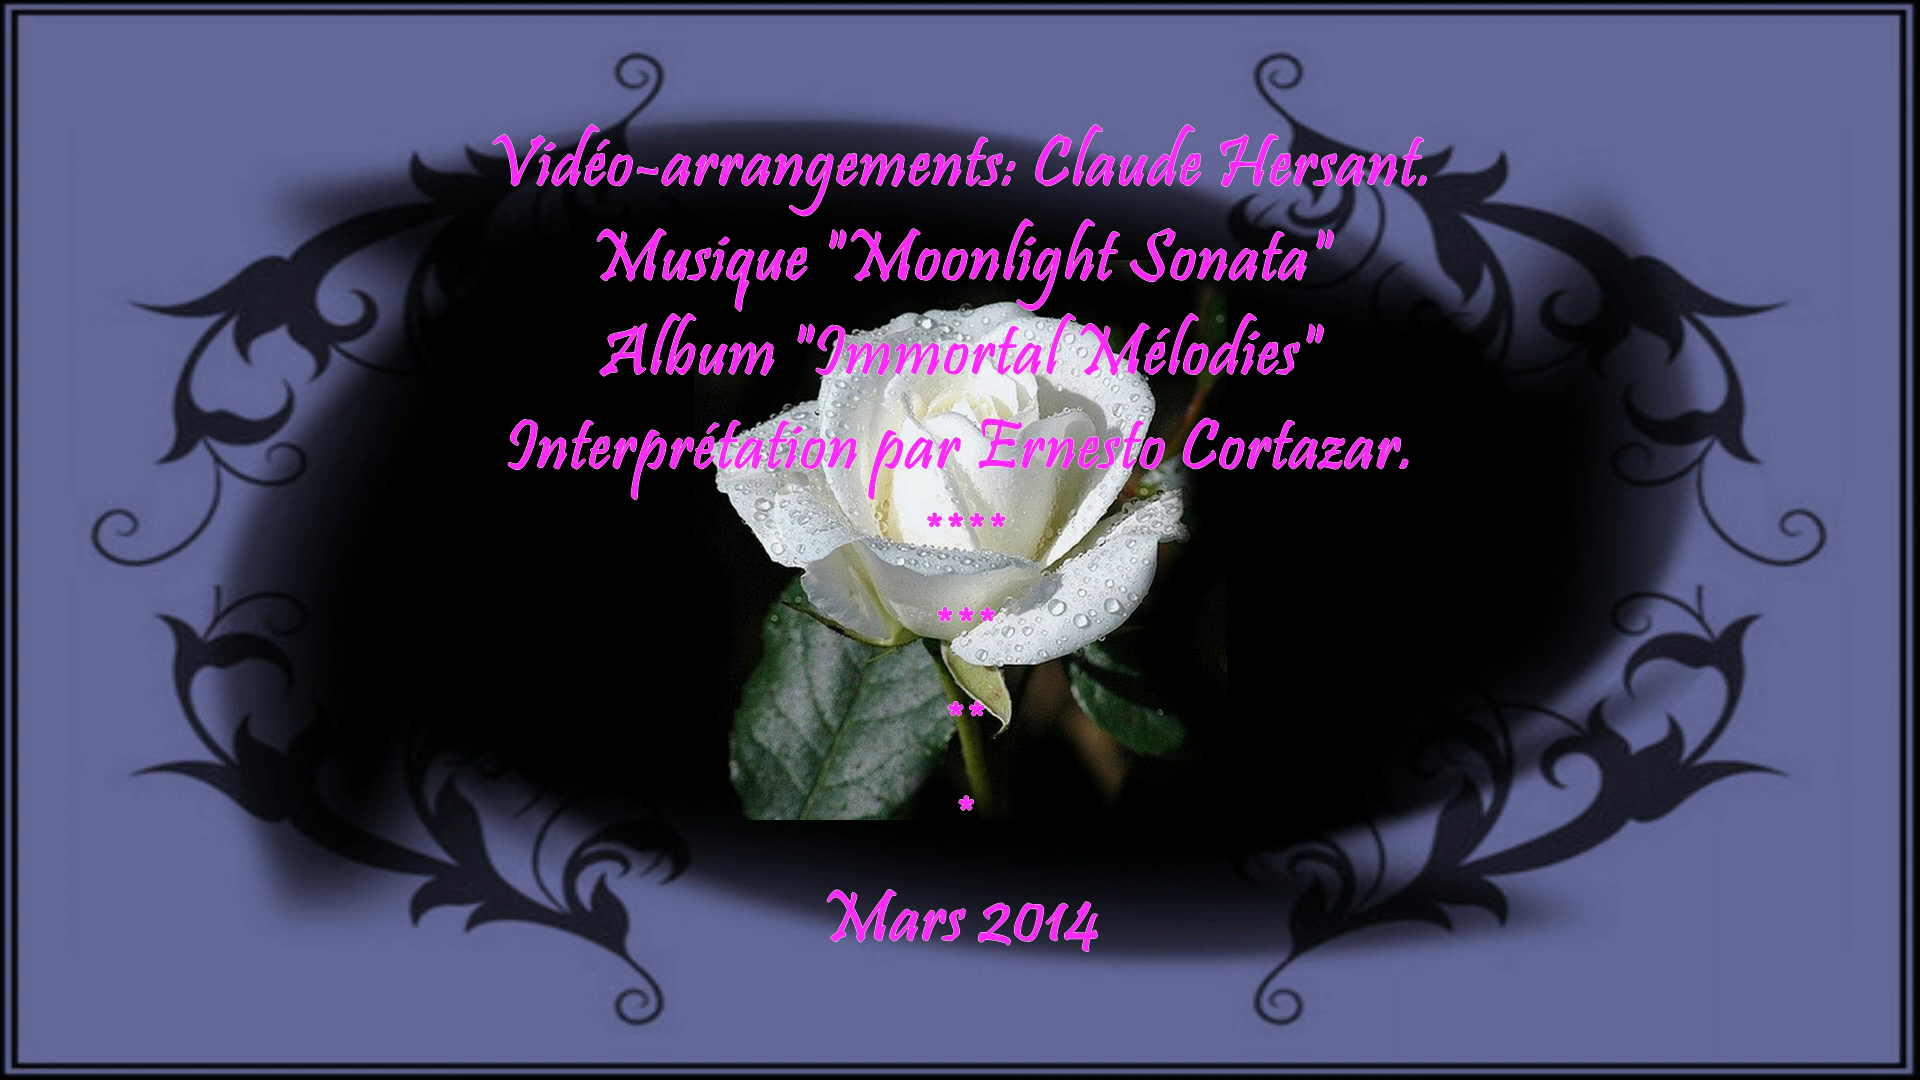 Vidéo-arrangements: Claude Hersant.
Musique "Moonlight Sonata"
Album "Immortal Mélodies"
Interprétation par Ernesto Cortazar.
****
***
**
*
Mars 2014